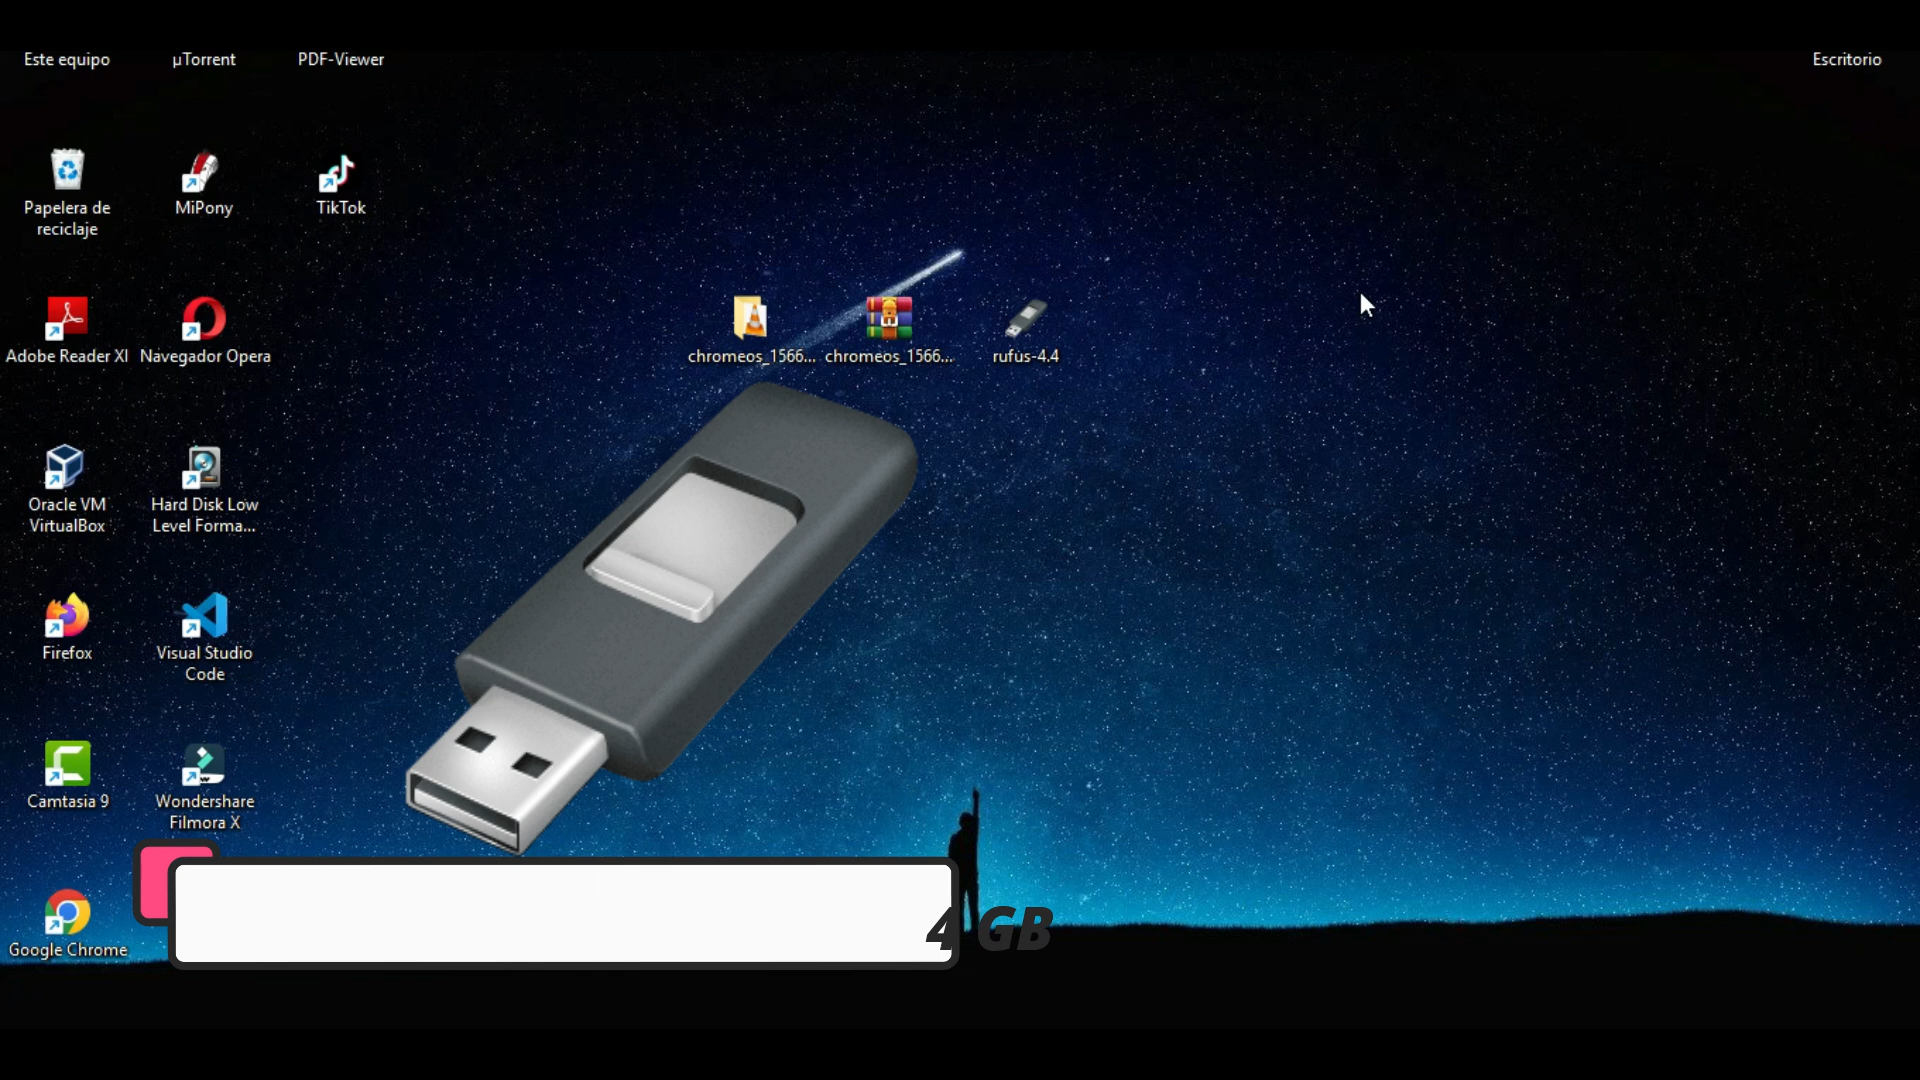 Este equipo
µTorrent
PDF-Viewer
Escritorio
Papelera de
reciclaje
MiPony
TikTok
Adobe Reader XI
Navegador Opera
chromeos_1566...
chromeos_1566...
rufus-4.4
Oracle VM
VirtualBox
Hard Disk Low
Level Forma...
Firefox
Visual Studio
Code
Camtasia 9
Wondershare
Filmora X
Google Chrome
4 GB